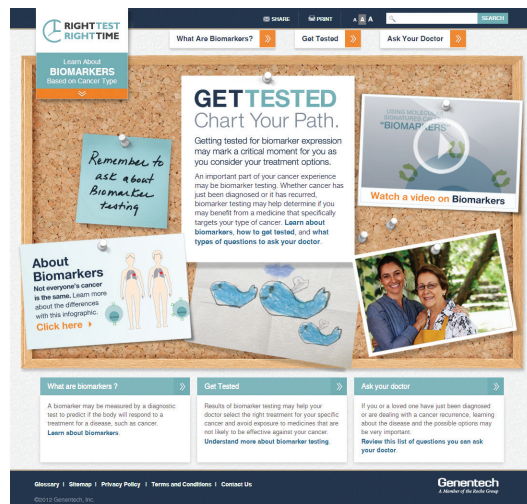 RIGHT TEST
RIGHT TIME
SHARE
PRINT
A A A
SEARCH
What Are Biomarkers?
Get Tested
Ask Your Doctor
Learn About
BIOMARKERS
Based on Cancer Type
GETTESTED
Chart Your Path.
Getting tested for biomarker expression
may mark a critical moment for you as
you consider your treatment options.
An important part of your cancer experience
may be biomarker testing. Whether cancer has
just been diagnosed or it has recurred,
biomarker testing may help determine if you
may benefit from a medicine that specifically
targets your type of cancer. Learn about
biomarkers, how to get tested, and what
types of questions to ask your doctor.
Remember to
ask about
Biomarker
testing
USING MOLECULAR
SIGNATURES
"BIOMARKERS"
Watch a video on Biomarkers
About
Biomarkers
Not everyone's cancer
is the same. Learn more
about the differences
with this infographic.
Click here
What are biomarkers ?
A biomarker may be measured by a diagnostic
test to predict if the body will respond to a
treatment for a disease, such as cancer.
Learn about biomarkers.
Get Tested
Results of biomarker testing may help your
doctor select the right treatment for your specific
cancer and avoid exposure to medicines that are
not likely to be effective against your cancer.
Understand more about biomarker testing.
Ask your doctor
If you or a loved one have just been diagnosed
or are dealing with a cancer recurrence, learning
about the disease and the possible options may
be very important.
Review this list of questions you can ask
your doctor
Glossary | Sitemap | Privacy Policy | Terms and Conditions | Contact Us
Genentech
A Member of the Roche Group
©2012 Genentech, Inc.